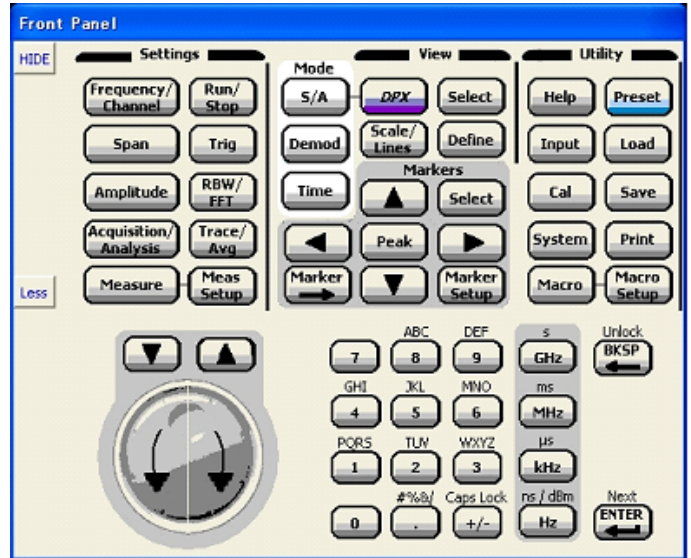 Front Panel
HIDE
Settings
View
Utility
Mode
Frequency/
Channel
Run/
Stop
S/A
DPX
Select
Help
Preset
Span
Trig
Demod
Scale/
Lines
Define
Input
Load
Markers
Amplitude
RBW/
FFT
Time
Select
Cal
Save
Acquisition/
Analysis
Trace/
Avg
Peak
System
Print
Less
Measure
Meas
Setup
Marker
Marker
Setup
Macro
Macro
Setup
ABC
DEF
s
Unlock
7
8
9
GHz
BKSP
GHI
JKL
MNO
ms
4
5
6
MHz
PQRS
TUV
WXYZ
µs
1
2
3
kHz
#%&/
Caps Lock
ns / dBm
Next
0
.
+/-
Hz
ENTER